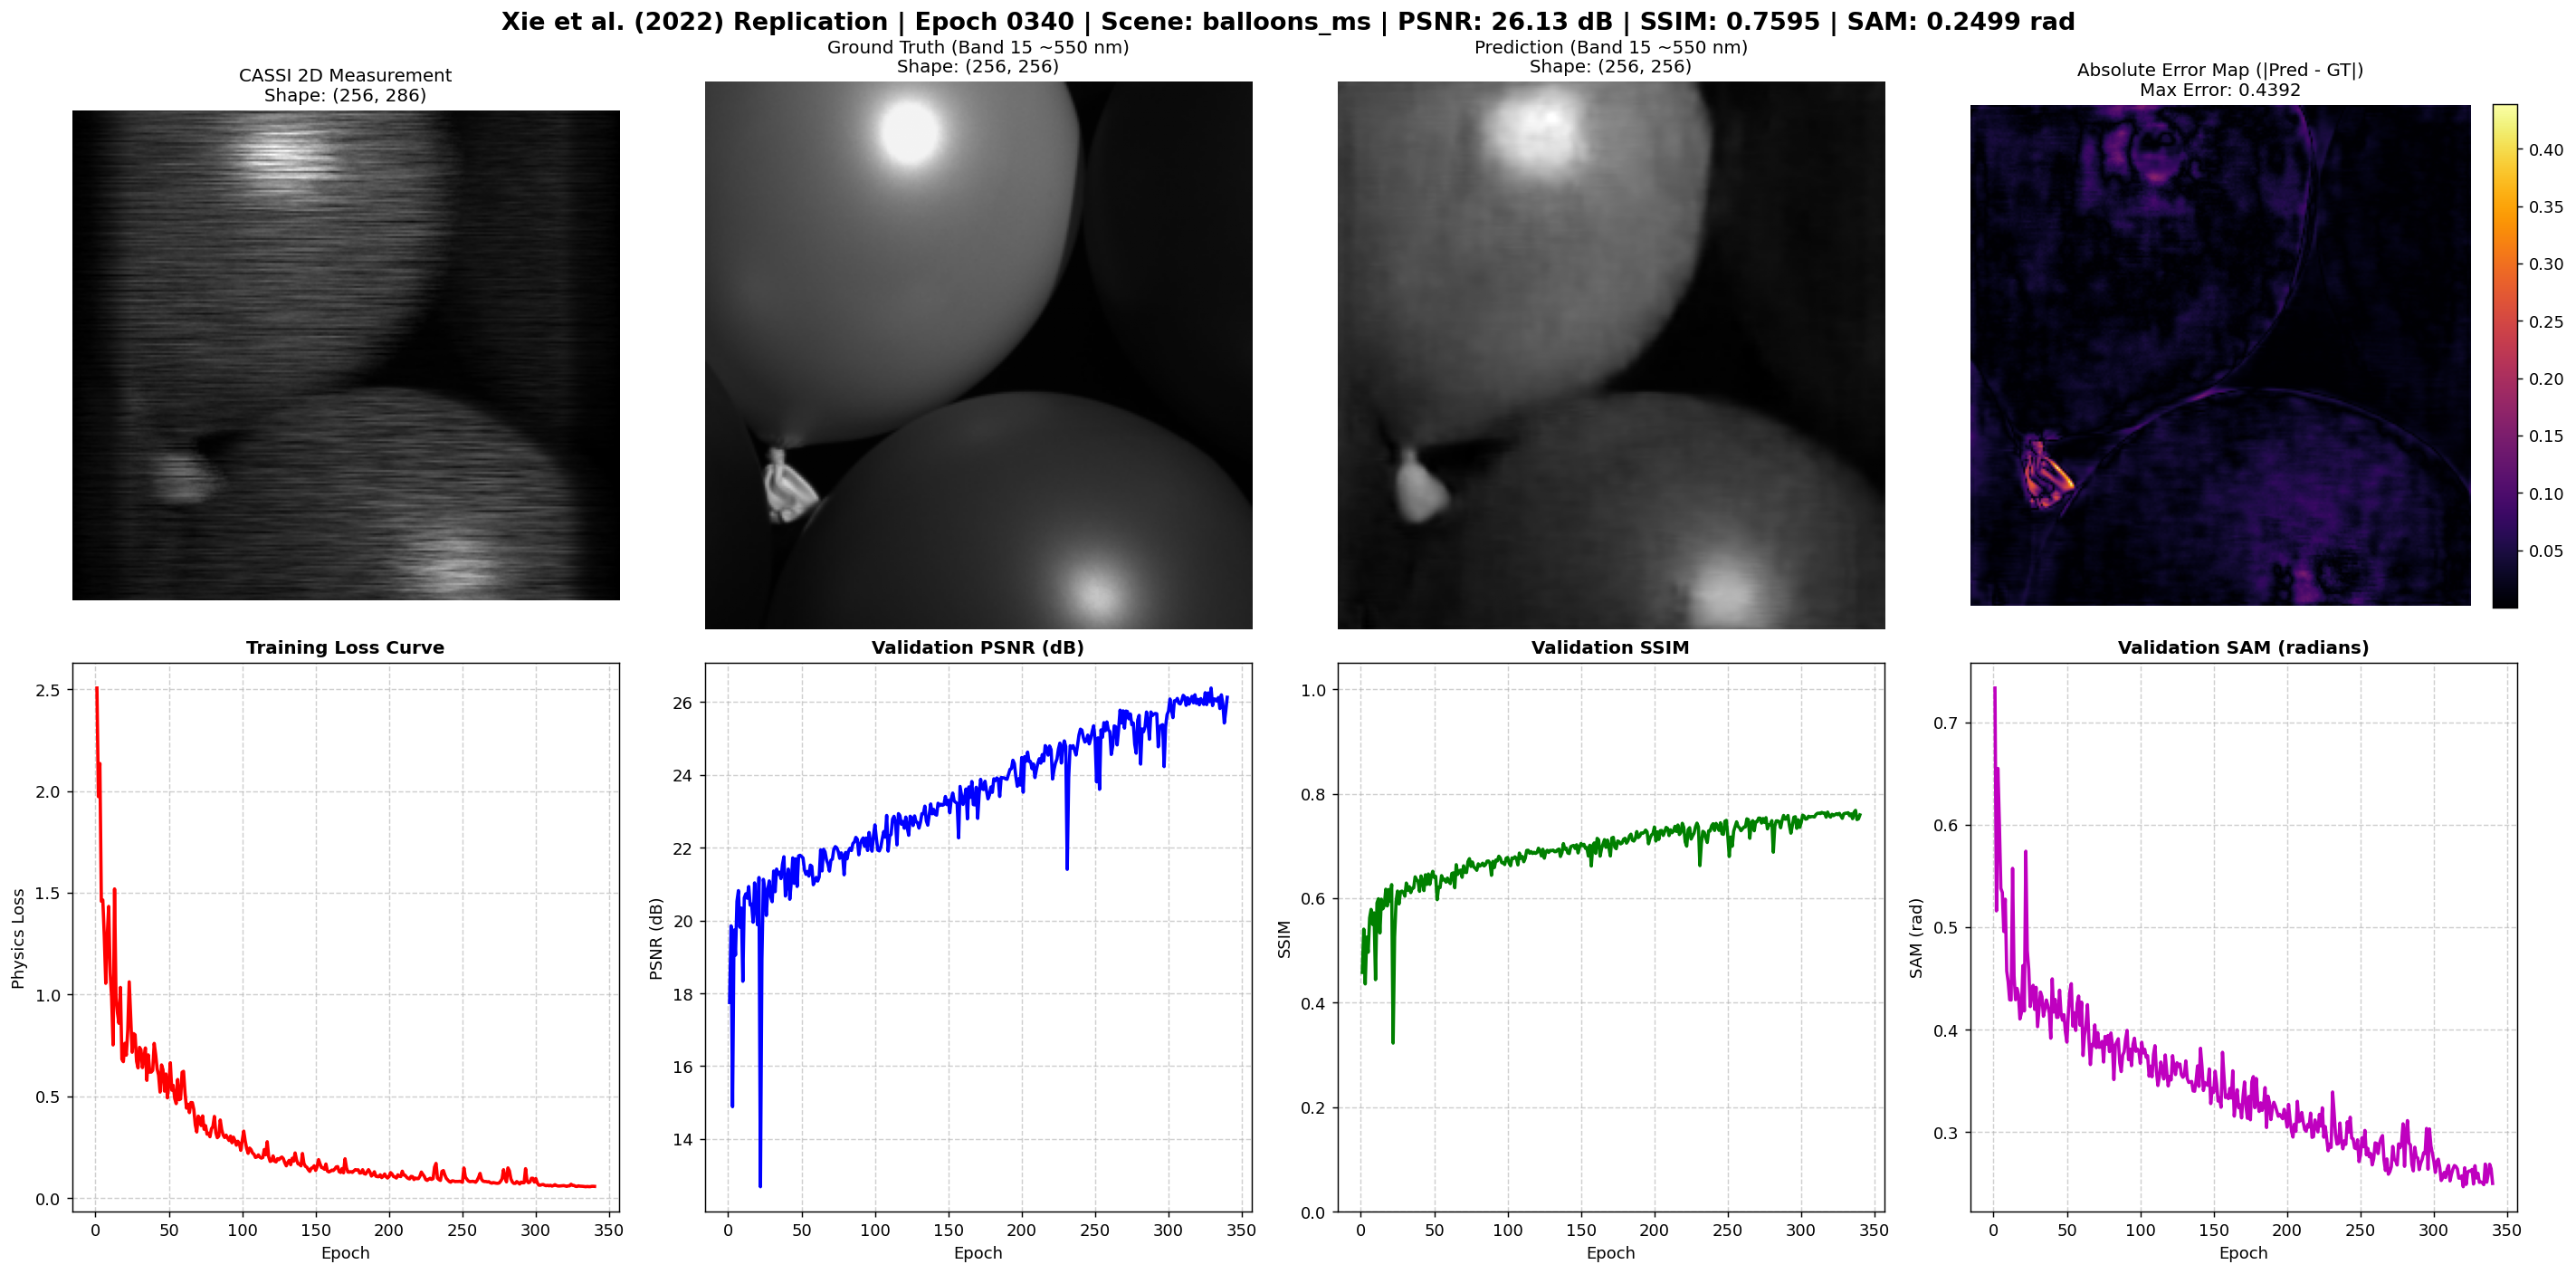 Xie et al. (2022) Replication | Epoch 0340 | Scene: balloons_ms | PSNR: 26.13 dB | SSIM: 0.7595 | SAM: 0.2499 rad
CASSI 2D Measurement
Shape: (256, 286)
Ground Truth (Band 15 ~550 nm)
Shape: (256, 256)
Prediction (Band 15 ~550 nm)
Shape: (256, 256)
Absolute Error Map (|Pred - GT|)
Max Error: 0.4392
0.40
0.35
0.30
0.25
0.20
0.15
0.10
0.05
Training Loss Curve
Physics Loss
2.5
2.0
1.5
1.0
0.5
0.0
0 50 100 150 200 250 300 350
Epoch
Validation PSNR (dB)
PSNR (dB)
26
24
22
20
18
16
14
0 50 100 150 200 250 300 350
Epoch
Validation SSIM
SSIM
1.0
0.8
0.6
0.4
0.2
0.0
0 50 100 150 200 250 300 350
Epoch
Validation SAM (radians)
SAM (rad)
0.7
0.6
0.5
0.4
0.3
0 50 100 150 200 250 300 350
Epoch